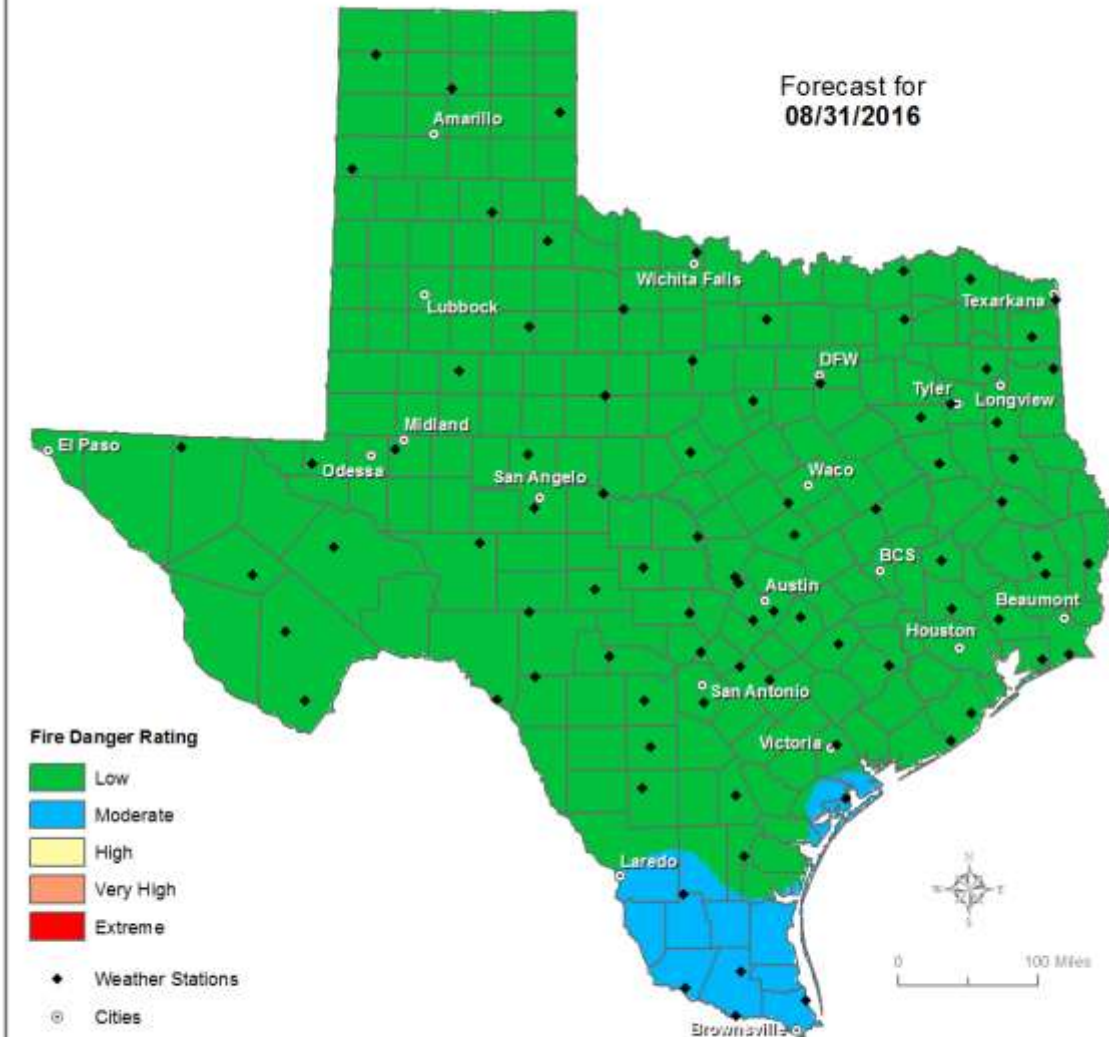 Forecast for
08/31/2016
Amarillo
Wichita Falls
Lubbock
Texarkana
DFW
Tyler
Longview
Midland
El Paso
Odessa
San Angelo
Waco
BCS
Austin
Beaumont
Houston
San Antonio
Victoria
Laredo
Brownsville
Fire Danger Rating
Low
Moderate
High
Very High
Extreme
Weather Stations
Cities
N
S
0 100 Miles